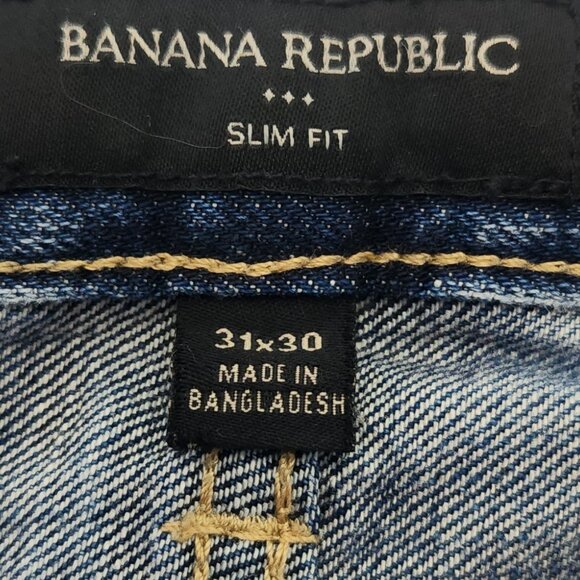 BANANA REPUBLIC
SLIM FIT
31x30
MADE IN
BANGLADESH